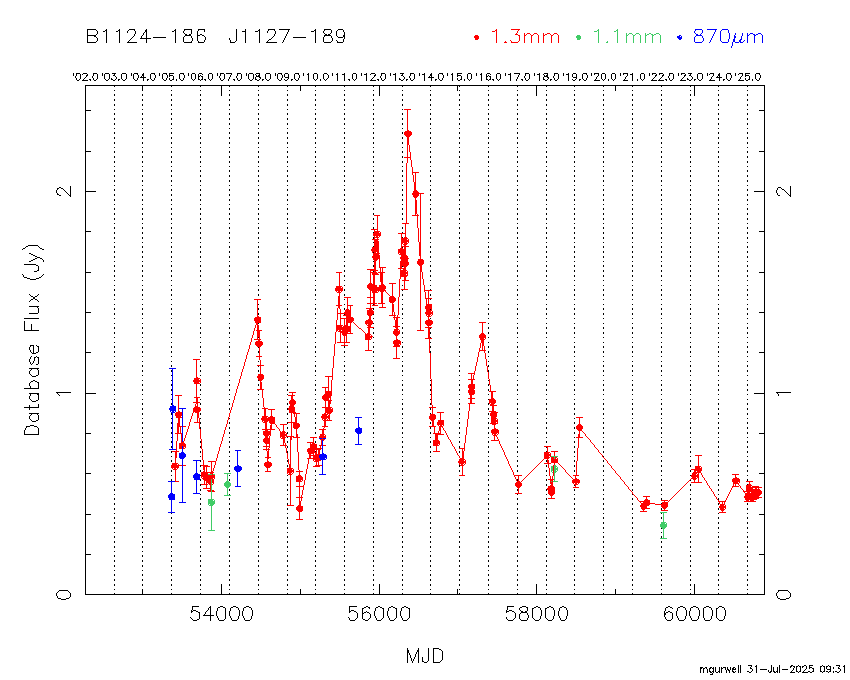 B1124-186 J1127-189 1.3mm 1.1mm 870μm
'02.0 '03.0 '04.0 '05.0 '06.0 '07.0 '08.0 '09.0 '10.0 '11.0 '12.0 '13.0 '14.0 '15.0 '16.0 '17.0 '18.0 '19.0 '20.0 '21.0 '22.0 '23.0 '24.0 '25.0
2 2
Database Flux (Jy)
1 1
0 0
54000 56000 58000 60000
MJD
mgurwell 31-Jul-2025 09:31